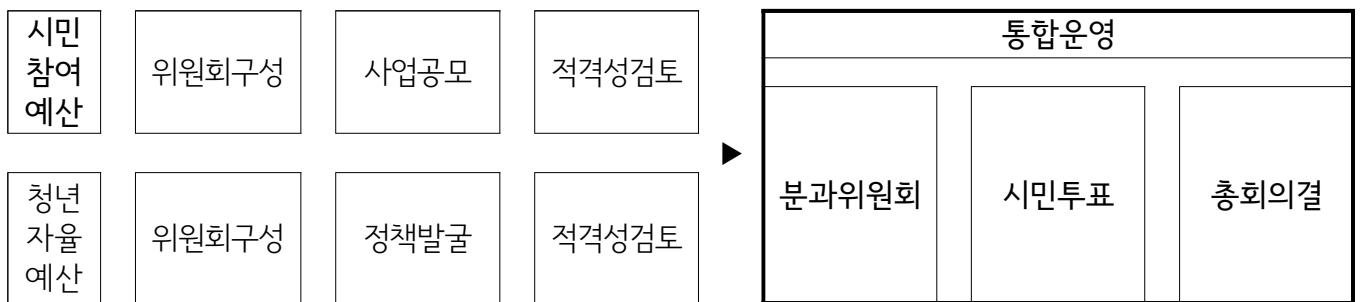 시민
참여
예산
위원회구성
사업공모
적격성검토
청년
자율
예산
위원회구성
정책발굴
적격성검토
▶
통합운영
분과위원회
시민투표
총회의결